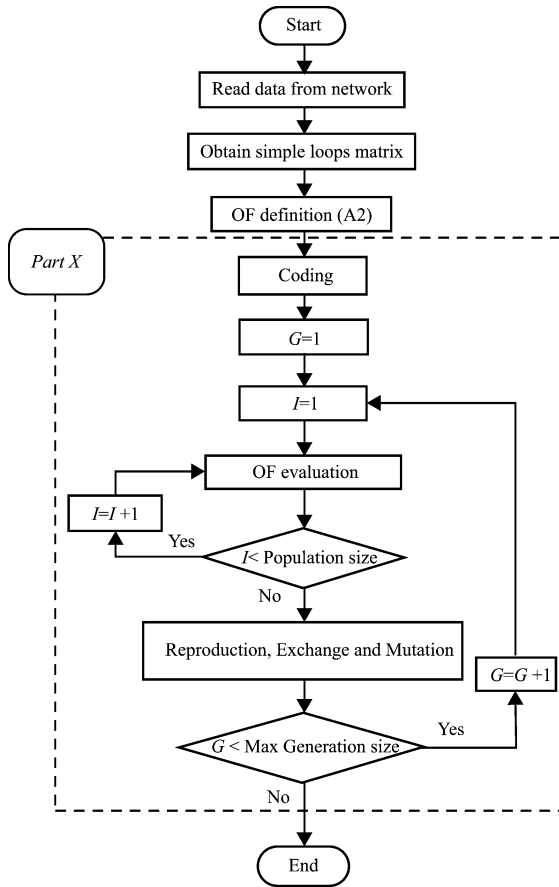 Start
Read data from network
Obtain simple loops matrix
OF definition (A2)
Part X
Coding
G=1
I=1
OF evaluation
I=I +1
Yes
I< Population size
No
Reproduction, Exchange and Mutation
G=G +1
G < Max Generation size
Yes
No
End